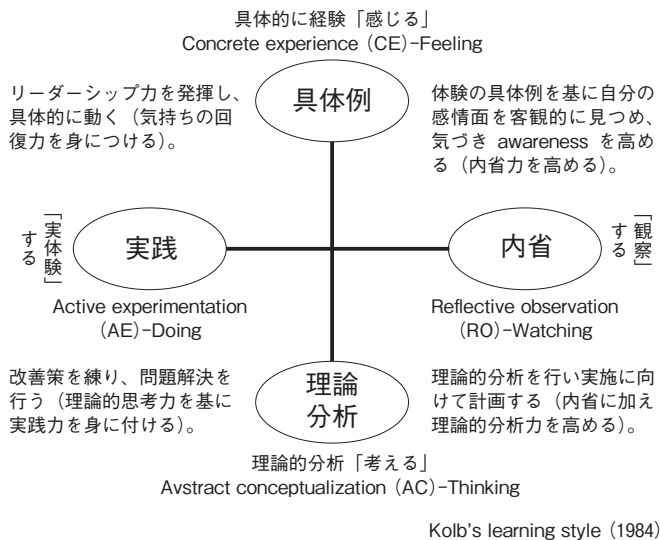 具体的に経験「感じる」
Concrete experience (CE)-Feeling
リーダーシップ力を発揮し、
具体的に動く（気持ちの回
復力を身につける）。
具体例
体験の具体例を基に自分の
感情面を客観的に見つめ、
気づき awareness を高め
る（内省力を高める）。
「実体験」
する
実践
内省
「観察」
する
Active experimentation
(AE)-Doing
Reflective observation
(RO)-Watching
改善策を練り、問題解決を
行う（理論的思考力を基に
実践力を身に付ける）。
理論
分析
理論的分析を行い実施に向
けて計画する（内省に加え
理論的分析力を高める）。
理論的分析「考える」
Avstract conceptualization (AC)-Thinking
Kolb's learning style (1984)